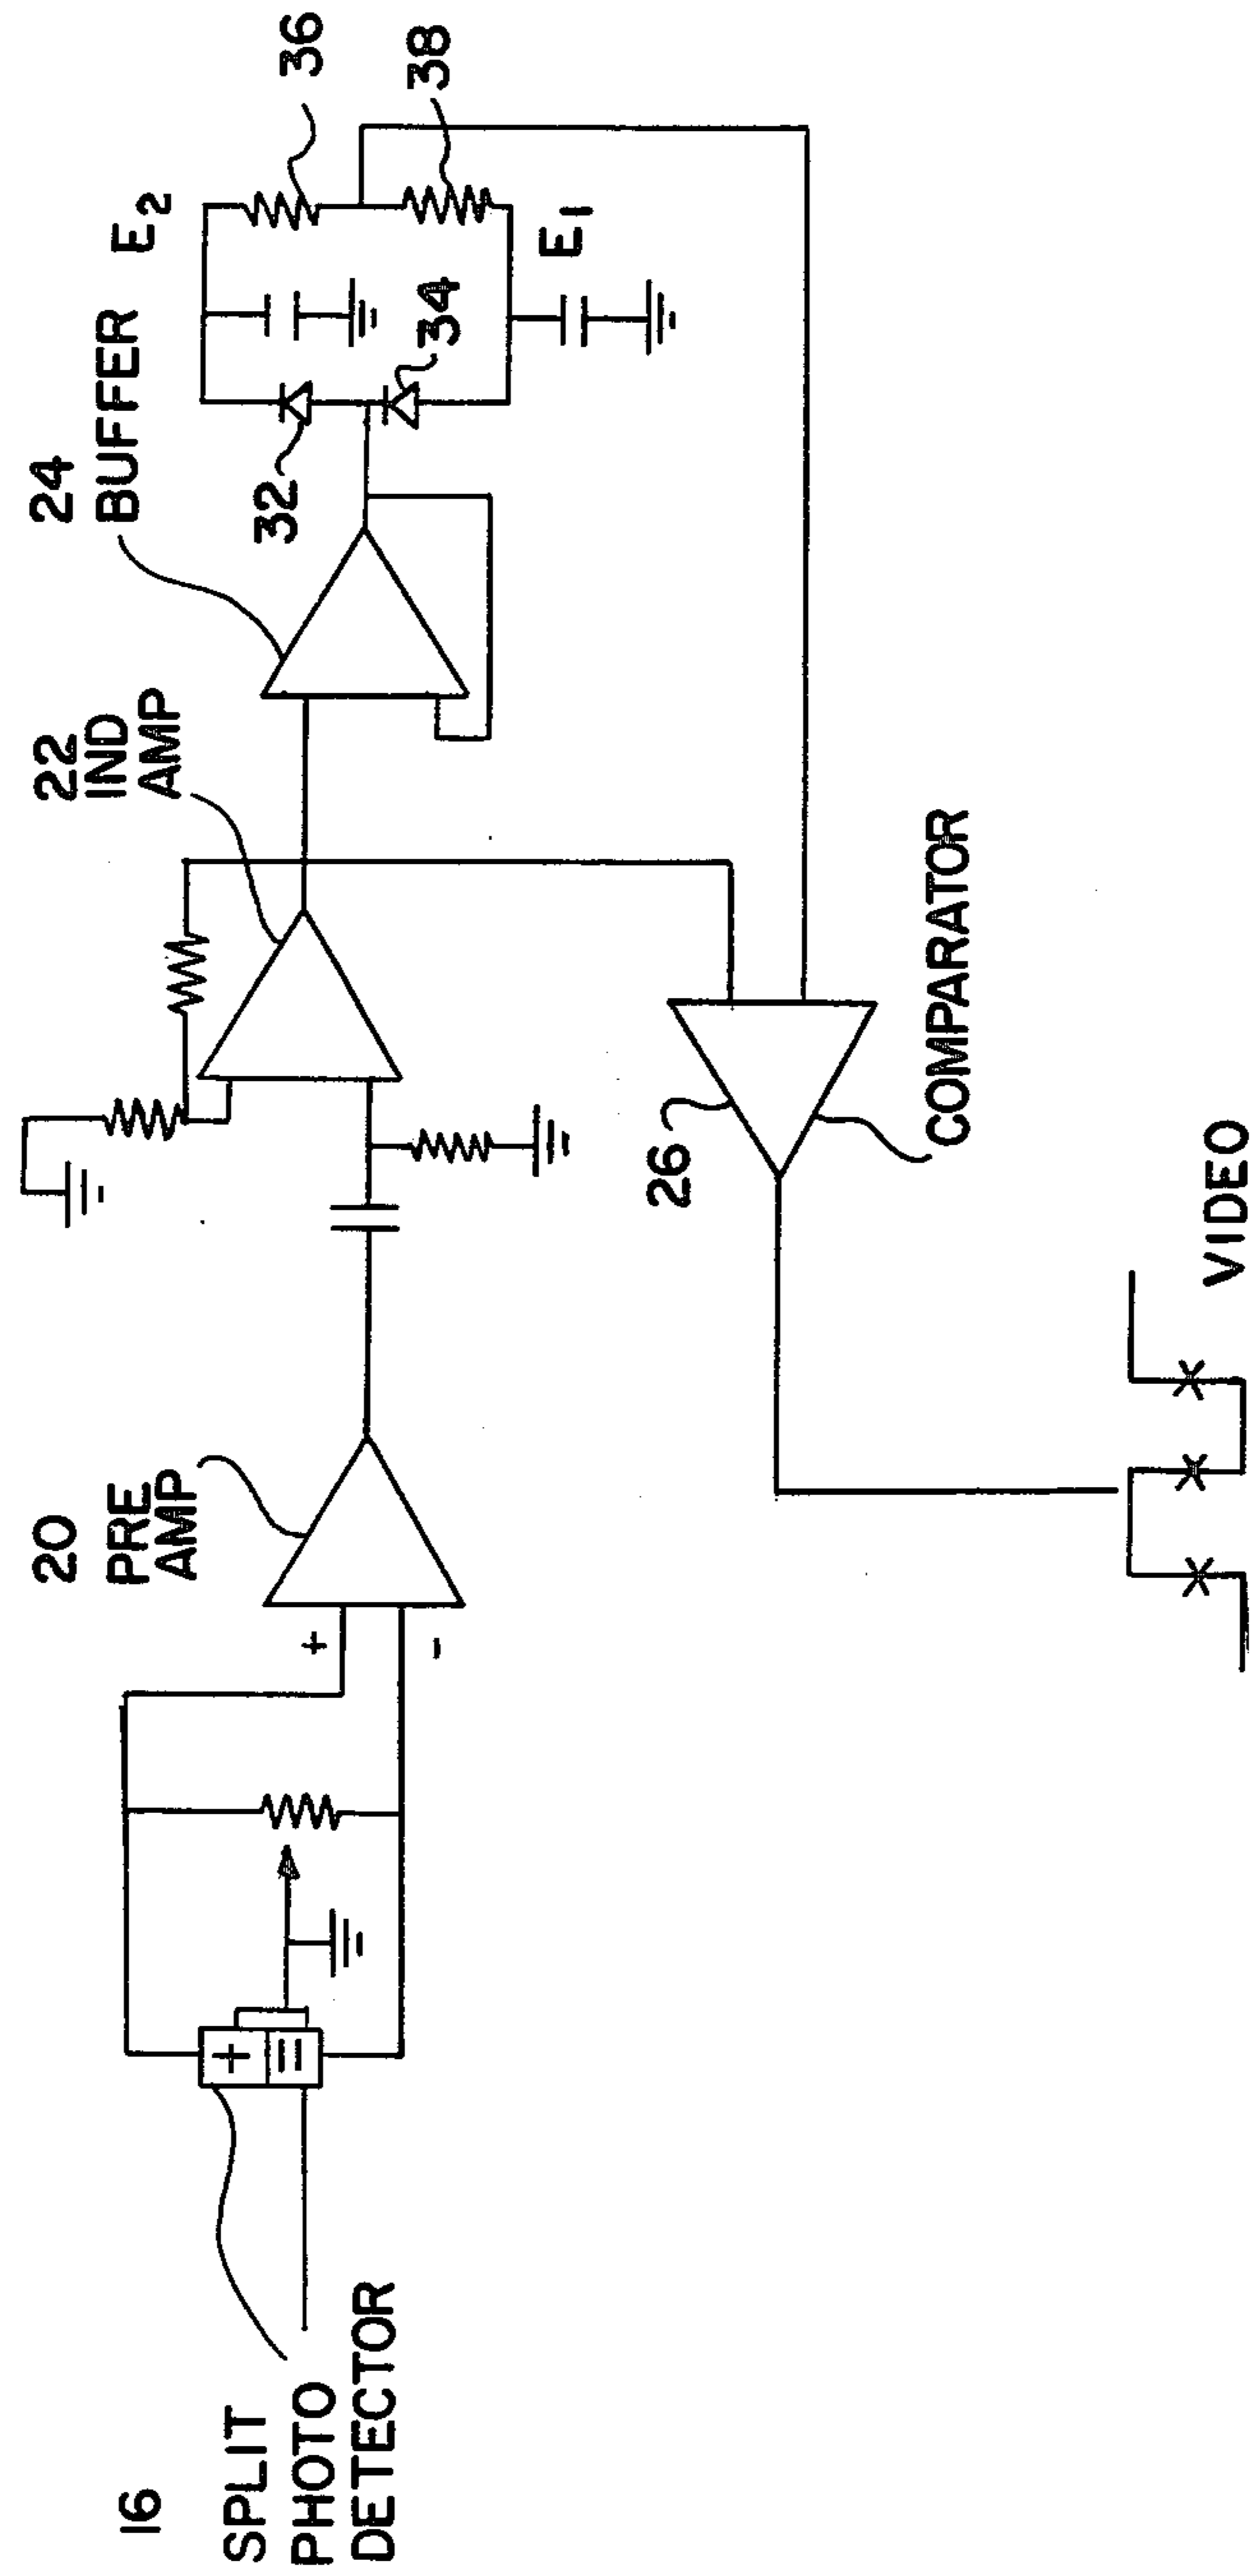 16
SPLIT
PHOTO
DETECTOR
+
=
20
PRE
AMP
+
-
22
IND
AMP
24
BUFFER
32
34
E2
E1
36
38
26
COMPARATOR
VIDEO